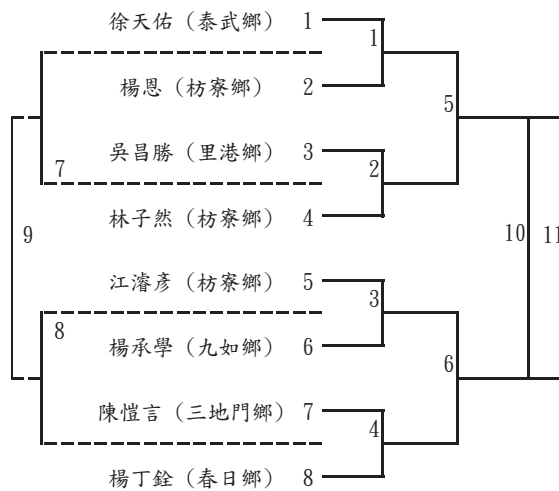 徐天佑（泰武鄉） 1
1
楊恩（枋寮鄉） 2
5
吳昌勝（里港鄉） 3
7
2
林子然（枋寮鄉） 4
9
10
11
江濬彥（枋寮鄉） 5
3
8
楊承學（九如鄉） 6
6
陳愷言（三地門鄉） 7
4
楊丁銓（春日鄉） 8